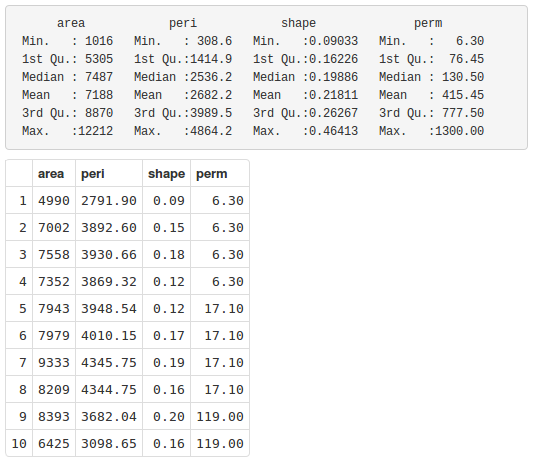 area peri shape perm
Min. : 1016 Min. : 308.6 Min. :0.09033 Min. : 6.30
1st Qu.: 5305 1st Qu.:1414.9 1st Qu.:0.16226 1st Qu.: 76.45
Median : 7487 Median :2536.2 Median :0.19886 Median : 130.50
Mean : 7188 Mean :2682.2 Mean :0.21811 Mean : 415.45
3rd Qu.: 8870 3rd Qu.:3989.5 3rd Qu.:0.26267 3rd Qu.: 777.50
Max. :12212 Max. :4864.2 Max. :0.46413 Max. :1300.00
area peri shape perm
1 4990 2791.90 0.09 6.30
2 7002 3892.60 0.15 6.30
3 7558 3930.66 0.18 6.30
4 7352 3869.32 0.12 6.30
5 7943 3948.54 0.12 17.10
6 7979 4010.15 0.17 17.10
7 9333 4345.75 0.19 17.10
8 8209 4344.75 0.16 17.10
9 8393 3682.04 0.20 119.00
10 6425 3098.65 0.16 119.00